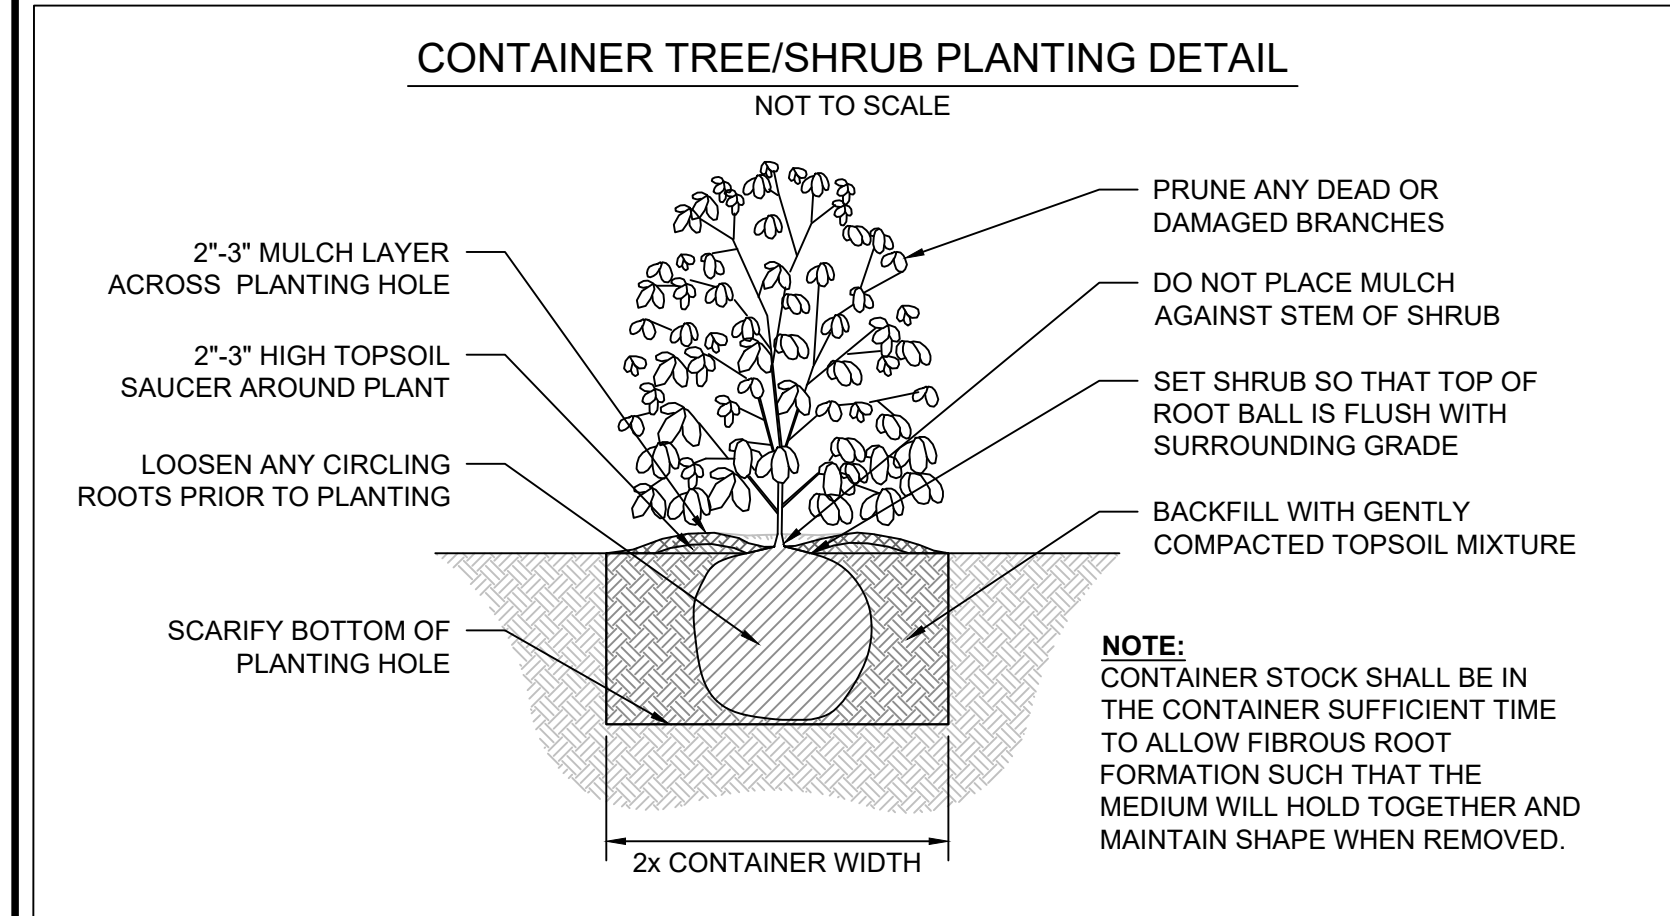 CONTAINER TREE/SHRUB PLANTING DETAIL
NOT TO SCALE
2"-3" MULCH LAYER
ACROSS PLANTING HOLE
2"-3" HIGH TOPSOIL
SAUCER AROUND PLANT
LOOSEN ANY CIRCLING
ROOTS PRIOR TO PLANTING
SCARIFY BOTTOM OF
PLANTING HOLE
PRUNE ANY DEAD OR
DAMAGED BRANCHES
DO NOT PLACE MULCH
AGAINST STEM OF SHRUB
SET SHRUB SO THAT TOP OF
ROOT BALL IS FLUSH WITH
SURROUNDING GRADE
BACKFILL WITH GENTLY
COMPACTED TOPSOIL MIXTURE
NOTE:
CONTAINER STOCK SHALL BE IN
THE CONTAINER SUFFICIENT TIME
TO ALLOW FIBROUS ROOT
FORMATION SUCH THAT THE
MEDIUM WILL HOLD TOGETHER AND
MAINTAIN SHAPE WHEN REMOVED.
2x CONTAINER WIDTH